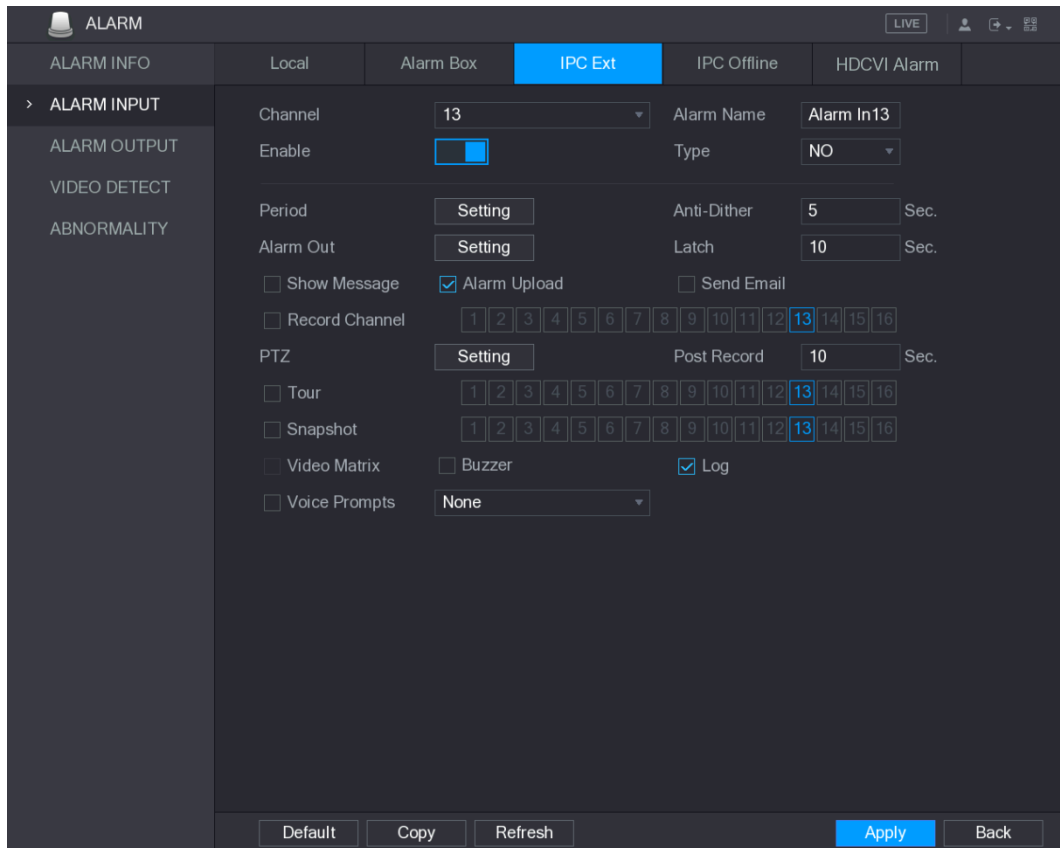 ALARM LIVE
ALARM INFO
ALARM INPUT
ALARM OUTPUT
VIDEO DETECT
ABNORMALITY
Local Alarm Box IPC Ext IPC Offline HDCVI Alarm
Channel 13 Alarm Name Alarm In13
Enable Type NO
Period Setting Anti-Dither 5 Sec.
Alarm Out Setting Latch 10 Sec.
Show Message Alarm Upload Send Email
Record Channel 1 2 3 4 5 6 7 8 9 10 11 12 13 14 15 16
PTZ Setting Post Record 10 Sec.
Tour 1 2 3 4 5 6 7 8 9 10 11 12 13 14 15 16
Snapshot 1 2 3 4 5 6 7 8 9 10 11 12 13 14 15 16
Video Matrix Buzzer Log
Voice Prompts None
Default Copy Refresh Apply Back